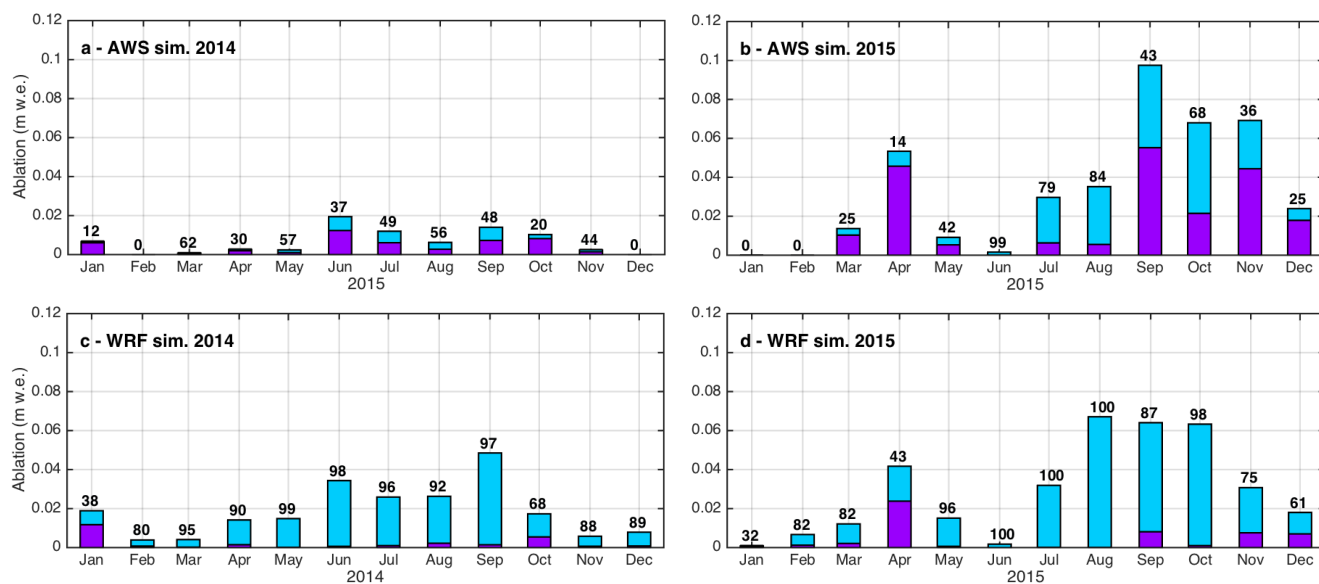 a - AWS sim. 2014
Ablation (m w.e.)
0.12
0.1
0.08
0.06
0.04
0.02
0
12 0 62 30 57 37 49 56 48 20 44 0
Jan Feb Mar Apr May Jun Jul Aug Sep Oct Nov Dec
2015
b - AWS sim. 2015
0.12
0.1
0.08
0.06
0.04
0.02
0
0 0 25 14 42 99 79 84 43 68 36 25
Jan Feb Mar Apr May Jun Jul Aug Sep Oct Nov Dec
2015
c - WRF sim. 2014
Ablation (m w.e.)
0.12
0.1
0.08
0.06
0.04
0.02
0
38 80 95 90 99 98 96 92 97 68 88 89
Jan Feb Mar Apr May Jun Jul Aug Sep Oct Nov Dec
2014
d - WRF sim. 2015
0.12
0.1
0.08
0.06
0.04
0.02
0
32 82 82 43 96 100 100 100 87 98 75 61
Jan Feb Mar Apr May Jun Jul Aug Sep Oct Nov Dec
2015